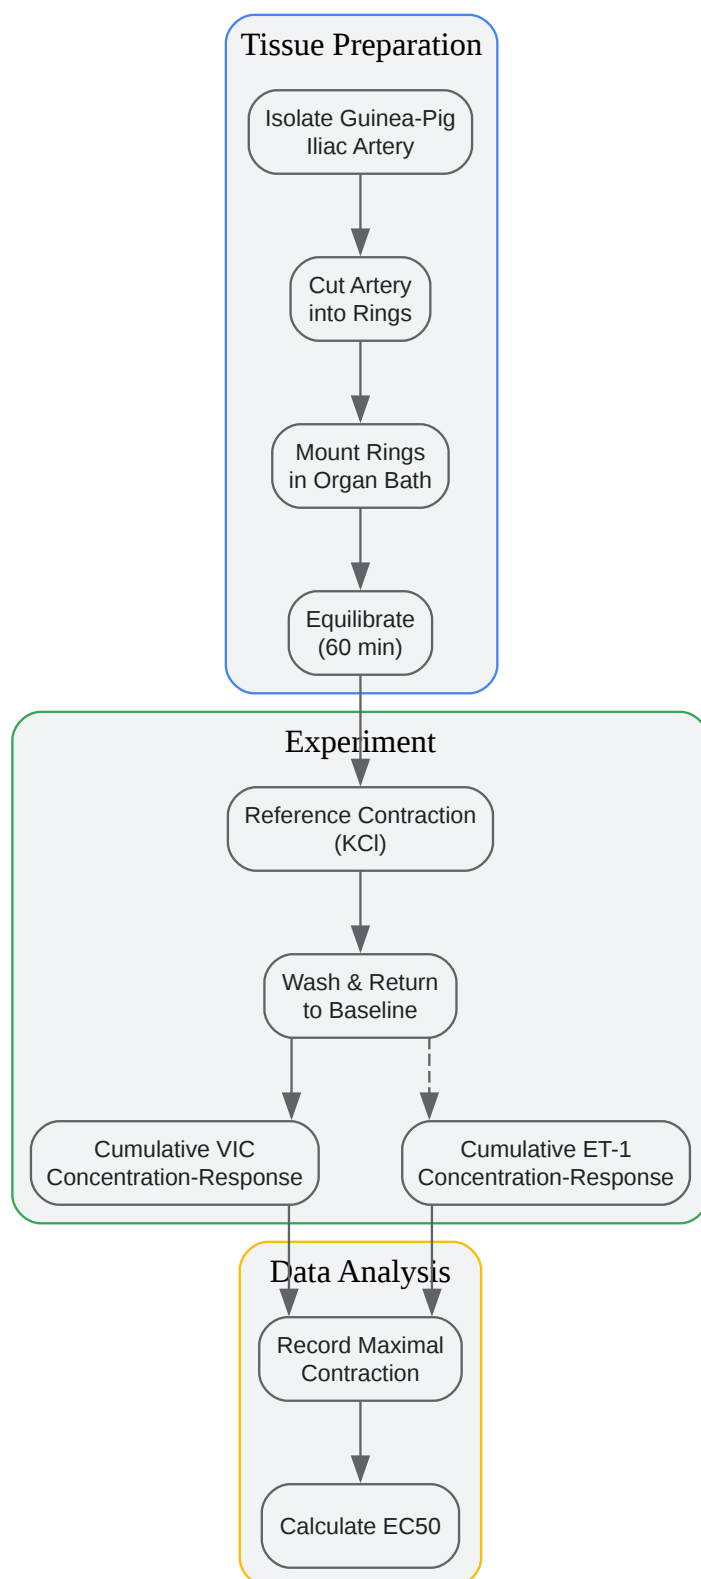 Tissue Preparation
Isolate Guinea-Pig
Iliac Artery
Cut Artery
into Rings
Mount Rings
in Organ Bath
Equilibrate
(60 min)
Experiment
Reference Contraction
(KCl)
Wash & Return
to Baseline
Cumulative VIC
Concentration-Response
Cumulative ET-1
Concentration-Response
Data Analysis
Record Maximal
Contraction
Calculate EC50